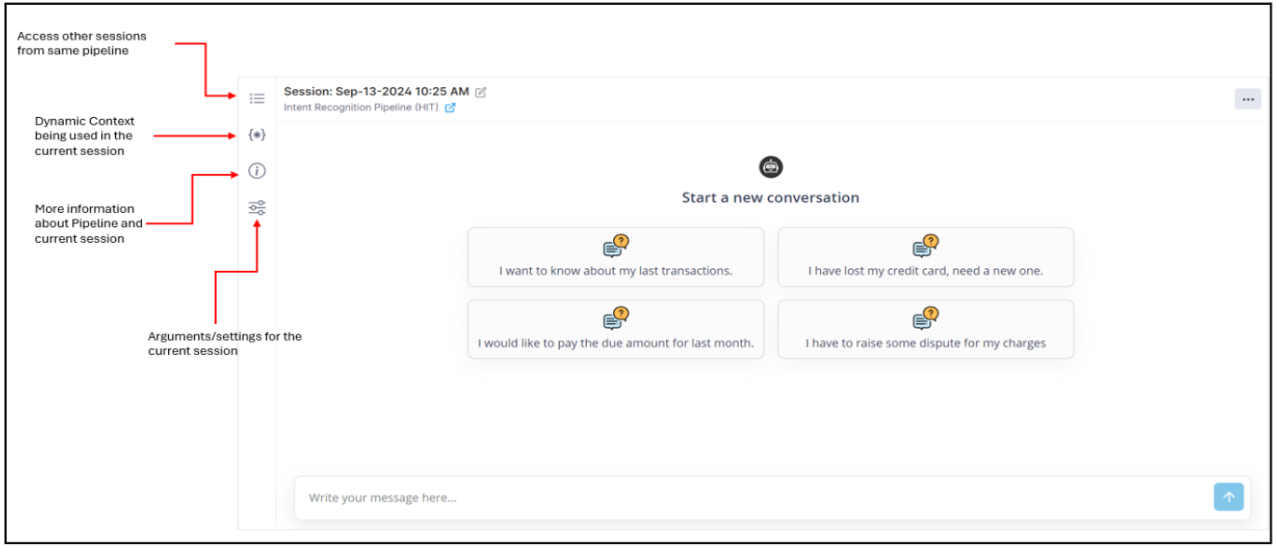 Access other sessions
from same pipeline
Dynamic Context
being used in the
current session
More information
about Pipeline and
current session
Arguments/settings for the
current session
Session: Sep-13-2024 10:25 AM
Intent Recognition Pipeline (HIT)
Start a new conversation
I want to know about my last transactions.
I have lost my credit card, need a new one.
I would like to pay the due amount for last month.
I have to raise some dispute for my charges
Write your message here...